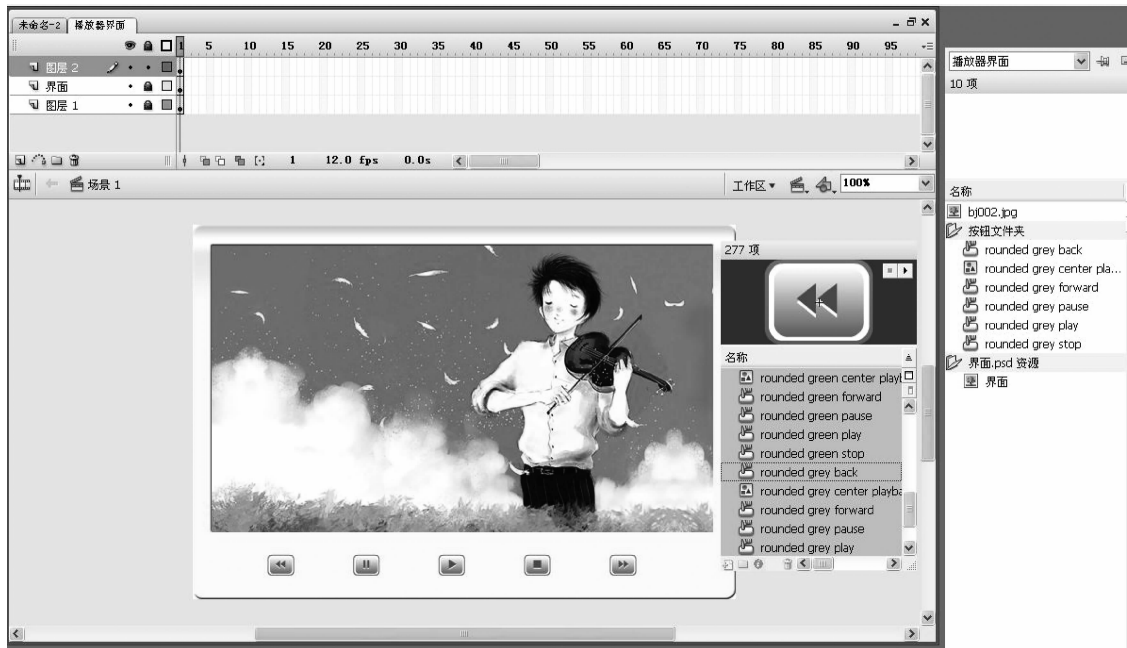 未命名-2 播放器界面
1 5 10 15 20 25 30 35 40 45 50 55 60 65 70 75 80 85 90 95
图层 2
界面
图层 1
1 12.0 fps 0.0s
场景 1
工作区 100%
277 项
名称
rounded green center playb
rounded green forward
rounded green pause
rounded green play
rounded green stop
rounded grey back
rounded grey center playba
rounded grey forward
rounded grey pause
rounded grey play
播放器界面
10 项
名称
bj002.jpg
按钮文件夹
rounded grey back
rounded grey center pla...
rounded grey forward
rounded grey pause
rounded grey play
rounded grey stop
界面.psd 资源
界面